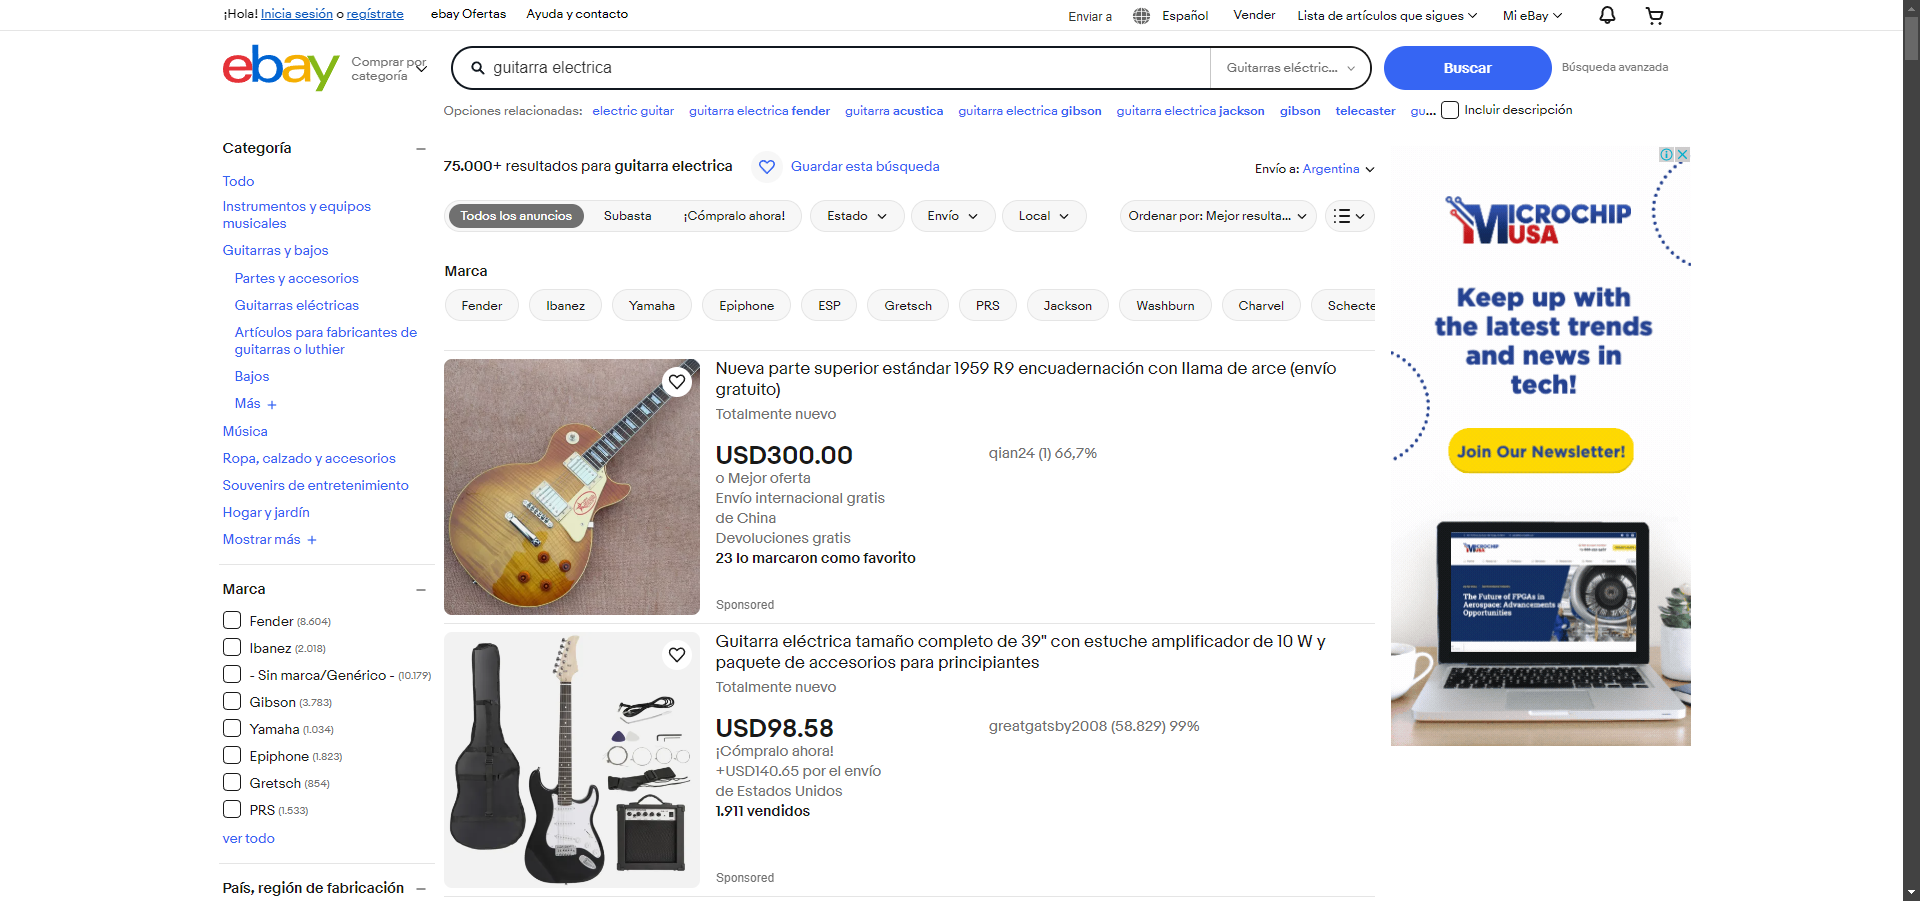 ¡Hola! Inicia sesión o regístrate
ebay Ofertas
Ayuda y contacto
Enviar a
Español
Vender
Lista de artículos que sigues
Mi eBay
ebay
Comprar por
categoría
guitarra electrica
Guitarras eléctric...
Buscar
Búsqueda avanzada
Opciones relacionadas: electric guitar guitarra electrica fender guitarra acustica guitarra electrica gibson guitarra electrica jackson gibson telecaster gu...
Incluir descripción
Categoría
Todo
Instrumentos y equipos
musicales
Guitarras y bajos
Partes y accesorios
Guitarras eléctricas
Artículos para fabricantes de
guitarras o luthier
Bajos
Más +
Música
Ropa, calzado y accesorios
Souvenirs de entretenimiento
Hogar y jardín
Mostrar más +
Marca
Fender (8.604)
Ibanez (2.018)
- Sin marca/Genérico - (10.179)
Gibson (3.783)
Yamaha (1.034)
Epiphone (1.823)
Gretsch (854)
PRS (1.533)
ver todo
País, región de fabricación
75.000+ resultados para guitarra electrica
Guardar esta búsqueda
Envío a: Argentina
Todos los anuncios
Subasta
¡Cómpralo ahora!
Estado
Envío
Local
Ordenar por: Mejor resulta...
Marca
Fender
Ibanez
Yamaha
Epiphone
ESP
Gretsch
PRS
Jackson
Washburn
Charvel
Schecte
Nueva parte superior estándar 1959 R9 encuadernación con llama de arce (envío
gratuito)
Totalmente nuevo
USD300.00
o Mejor oferta
Envío internacional gratis
de China
Devoluciones gratis
23 lo marcaron como favorito
qian24 (1) 66,7%
Sponsored
Guitarra eléctrica tamaño completo de 39" con estuche amplificador de 10 W y
paquete de accesorios para principiantes
Totalmente nuevo
USD98.58
¡Cómpralo ahora!
+USD140.65 por el envío
de Estados Unidos
1.911 vendidos
greatgatsby2008 (58.829) 99%
Sponsored
MICROCHIP
USA
Keep up with
the latest trends
and news in
tech!
Join Our Newsletter!
MICROCHIP
USA
The Future of FPGAs in
Aerospace: Advancements
Opportunities